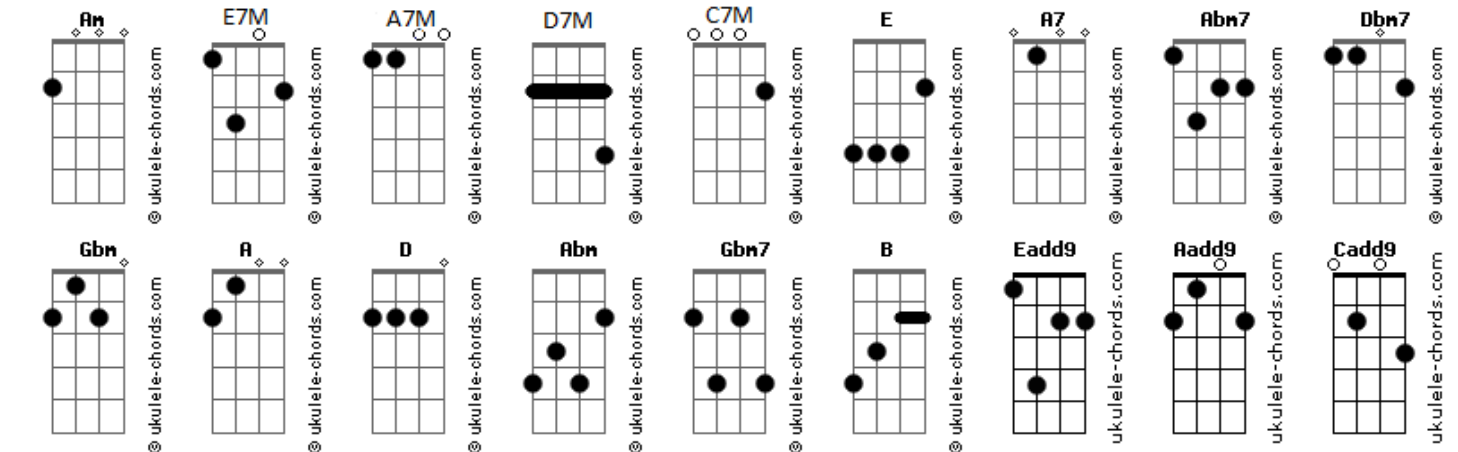 Am E7M A7M D7M C7M E A7 Abm7 Dbm7
© ukulele-chords.com © ukulele-chords.com © ukulele-chords.com © ukulele-chords.com © ukulele-chords.com © ukulele-chords.com © ukulele-chords.com © ukulele-chords.com © ukulele-chords.com
Gbm A D Abm Gbm7 B Eadd9 Aadd9 Cadd9
© ukulele-chords.com © ukulele-chords.com © ukulele-chords.com © ukulele-chords.com © ukulele-chords.com © ukulele-chords.com ukulele-chords.com ukulele-chords.com ukulele-chords.com